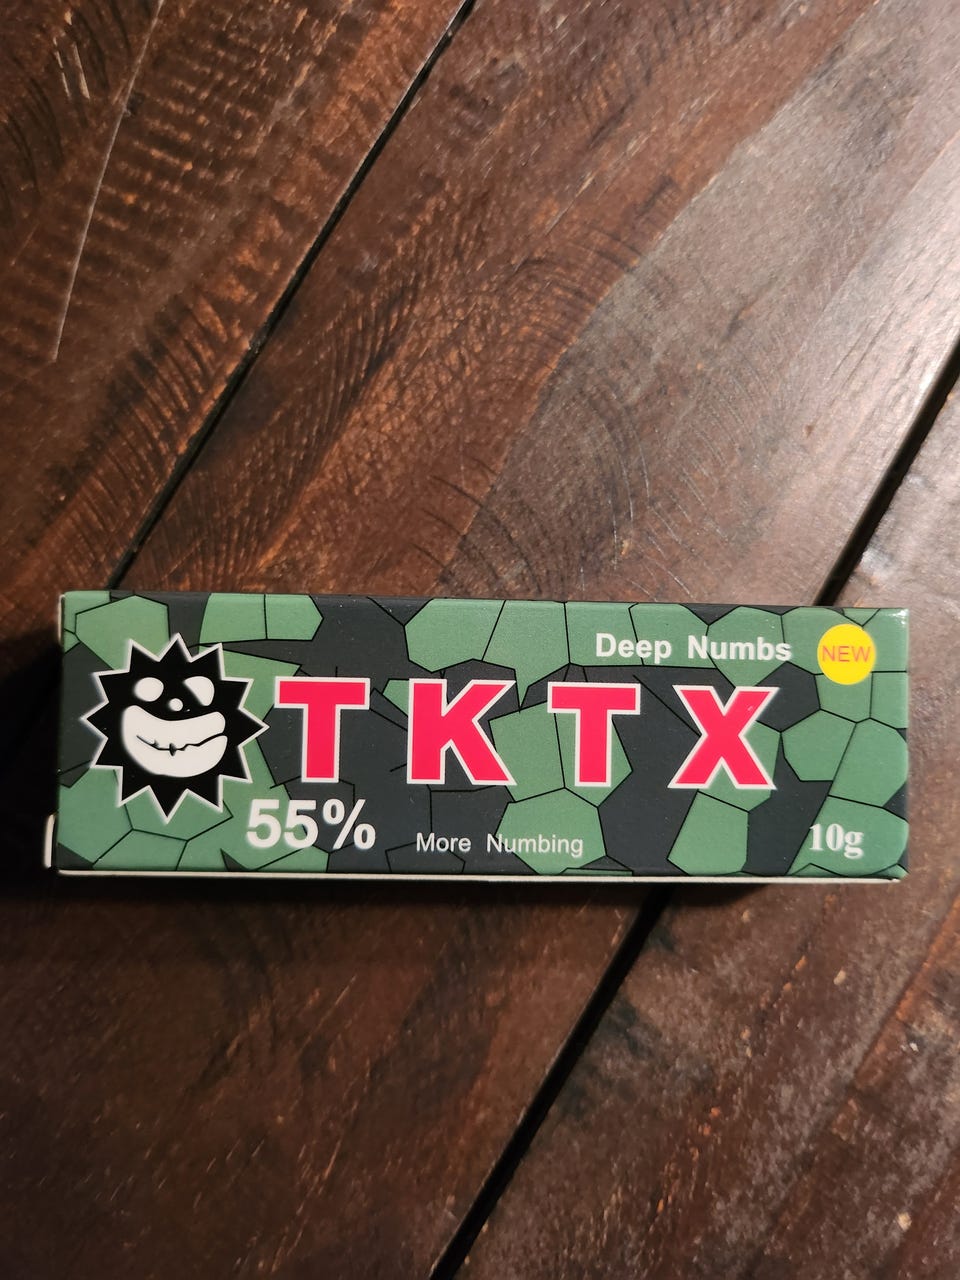 Deep Numbs NEW
TKTX
55% More Numbing 10g